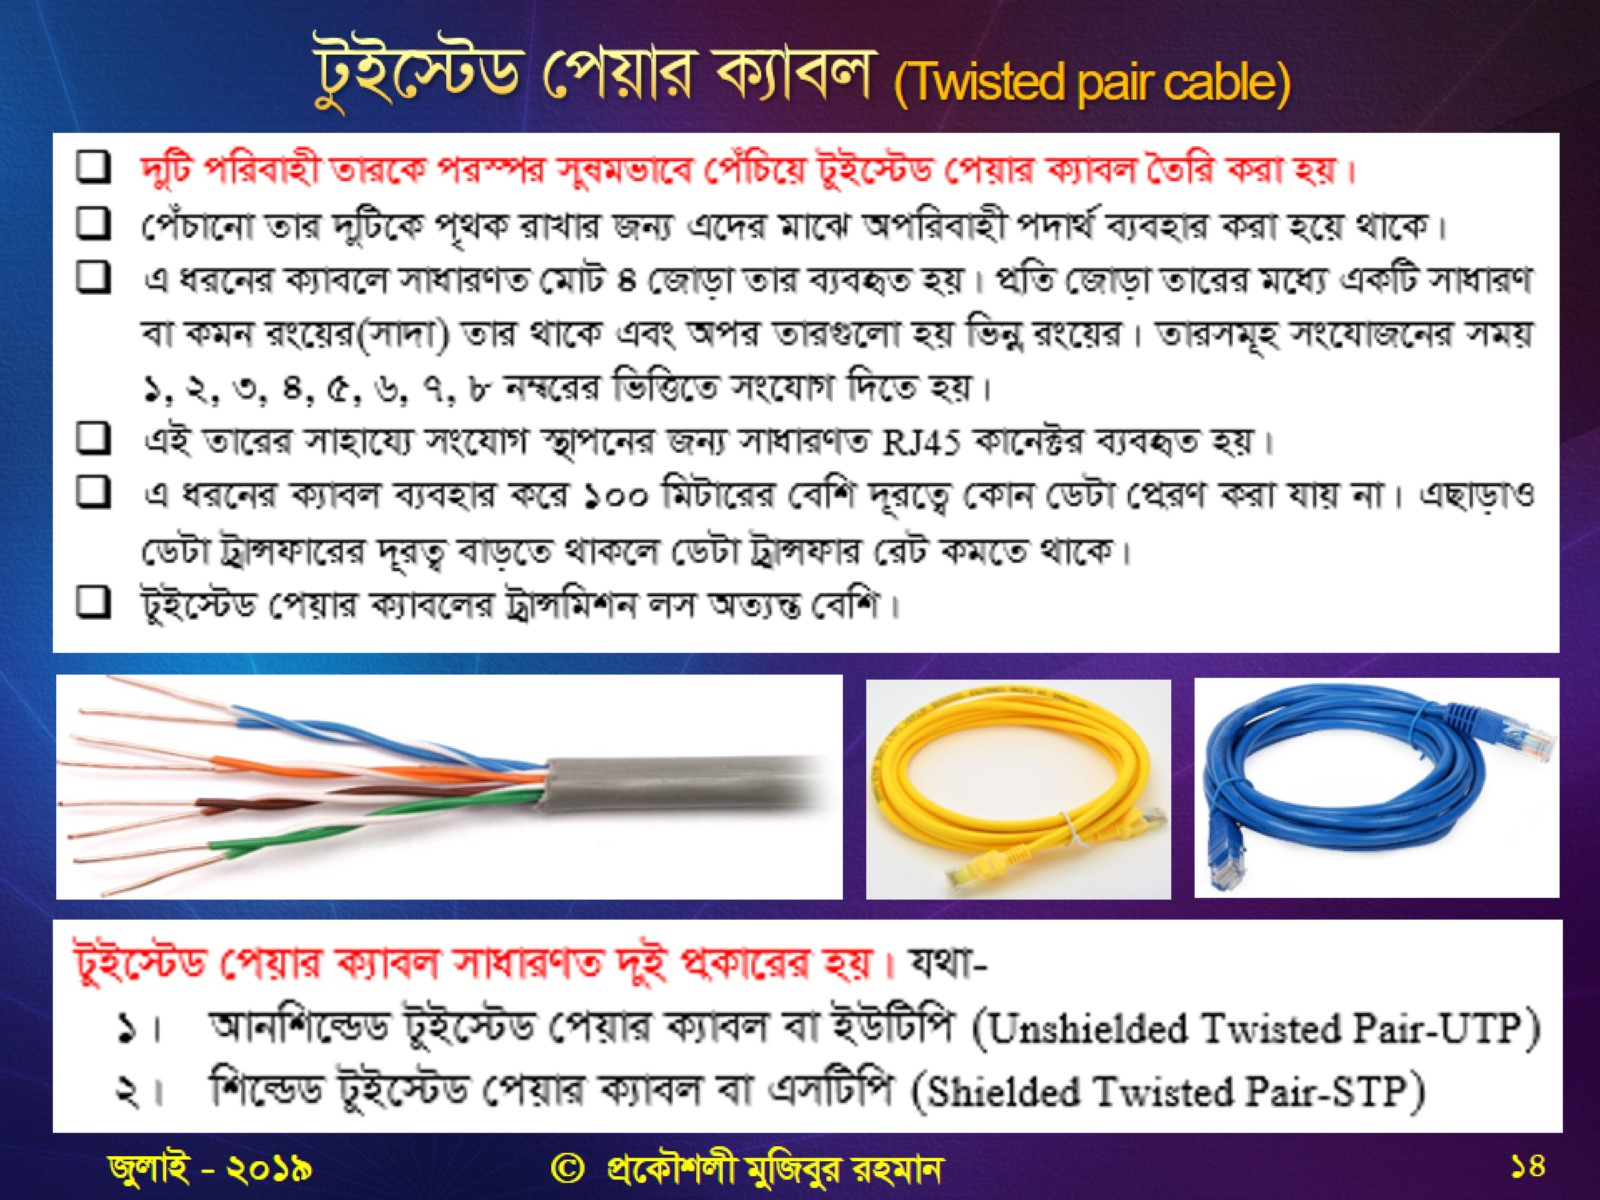 টুইস্টেড পেয়ার ক্যাবল (Twisted pair cable)
দুটি পরিবাহী তারকে পরস্পর সুষমভাবে পেঁচিয়ে টুইস্টেড পেয়ার ক্যাবল তৈরি করা হয়।
পেঁচানো তার দুটিকে পৃথক রাখার জন্য এদের মাঝে অপরিবাহী পদার্থ ব্যবহার করা হয়ে থাকে।
এ ধরনের ক্যাবলে সাধারণত মোট ৪ জোড়া তার ব্যবহৃত হয়। প্রতি জোড়া তারের মধ্যে একটি সাধারণ
বা কমন রংয়ের(সাদা) তার থাকে এবং অপর তারগুলো হয় ভিন্ন রংয়ের। তারসমূহ সংযোজনের সময়
১, ২, ৩, ৪, ৫, ৬, ৭, ৮ নম্বরের ভিত্তিতে সংযোগ দিতে হয়।
এই তারের সাহায্যে সংযোগ স্থাপনের জন্য সাধারণত RJ45 কানেক্টর ব্যবহৃত হয়।
এ ধরনের ক্যাবল ব্যবহার করে ১০০ মিটারের বেশি দূরত্বে কোন ডেটা প্রেরণ করা যায় না। এছাড়াও
ডেটা ট্রান্সফারের দূরত্ব বাড়তে থাকলে ডেটা ট্রান্সফার রেট কমতে থাকে।
টুইস্টেড পেয়ার ক্যাবলের ট্রান্সমিশন লস অত্যন্ত বেশি।
টুইস্টেড পেয়ার ক্যাবল সাধারণত দুই প্রকারের হয়। যথা-
১। আনশিল্ডেড টুইস্টেড পেয়ার ক্যাবল বা ইউটিপি (Unshielded Twisted Pair-UTP)
২। শিল্ডেড টুইস্টেড পেয়ার ক্যাবল বা এসটিপি (Shielded Twisted Pair-STP)
জুলাই - ২০১৯ © প্রকৌশলী মুজিবুর রহমান ১৪